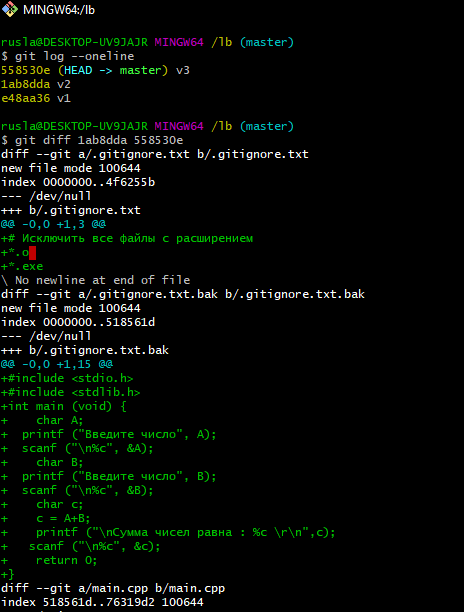 MINGW64:/lb
rusla@DESKTOP-UV9JAJR MINGW64 /lb (master)
$ git log --oneline
558530e (HEAD -> master) v3
1ab8dda v2
e48aa36 v1
rusla@DESKTOP-UV9JAJR MINGW64 /lb (master)
$ git diff 1ab8dda 558530e
diff --git a/.gitignore.txt b/.gitignore.txt
new file mode 100644
index 0000000..4f6255b
--- /dev/null
+++ b/.gitignore.txt
@@ -0,0 +1,3 @@
+# Исключить все файлы с расширением
+*.o
+*.exe
\ No newline at end of file
diff --git a/.gitignore.txt.bak b/.gitignore.txt.bak
new file mode 100644
index 0000000..518561d
--- /dev/null
+++ b/.gitignore.txt.bak
@@ -0,0 +1,15 @@
+#include <stdio.h>
+#include <stdlib.h>
+int main (void) {
+    char A;
+  printf ("Введите число", A);
+  scanf ("\n%c", &A);
+    char B;
+  printf ("Введите число", B);
+  scanf ("\n%c", &B);
+    char c;
+    c = A+B;
+    printf ("\nСумма чисел равна : %c \r\n",c);
+   scanf ("\n%c", &c);
+    return 0;
+}
diff --git a/main.cpp b/main.cpp
index 518561d..76319d2 100644